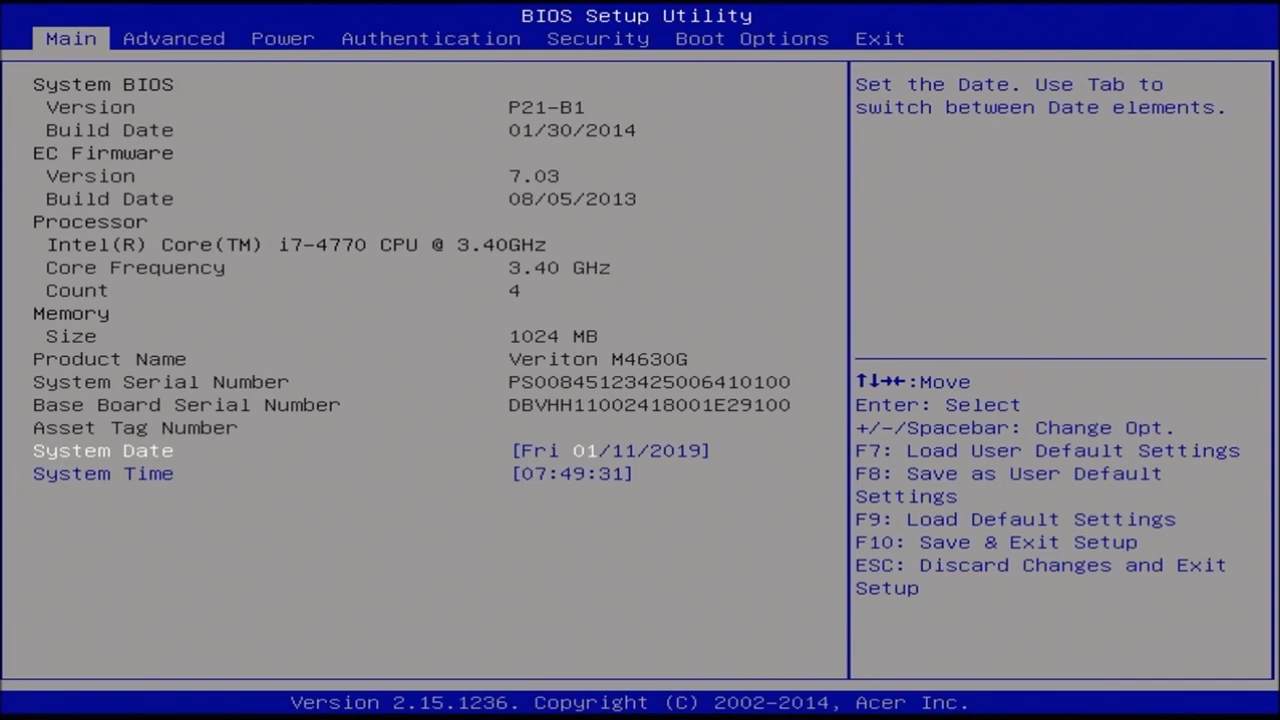 BIOS Setup Utility
Main Advanced Power Authentication Security Boot Options Exit
System BIOS
Version P21-B1
Build Date 01/30/2014
EC Firmware
Version 7.03
Build Date 08/05/2013
Processor
Intel(R) Core(TM) i7-4770 CPU @ 3.40GHz
Core Frequency 3.40 GHz
Count 4
Memory
Size 1024 MB
Product Name Veriton M4630G
System Serial Number PS00845123425006410100
Base Board Serial Number DBVHH11002418001E29100
Asset Tag Number
System Date [Fri 01/11/2019]
System Time [07:49:31]
Set the Date. Use Tab to
switch between Date elements.
↑↓→←:Move
Enter: Select
+/-/Spacebar: Change Opt.
F7: Load User Default Settings
F8: Save as User Default
Settings
F9: Load Default Settings
F10: Save & Exit Setup
ESC: Discard Changes and Exit
Setup
Version 2.15.1236. Copyright (C) 2002-2014, Acer Inc.